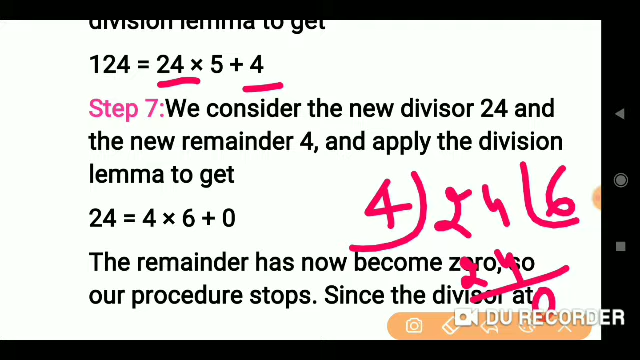 division lemma to get
124 = 24 × 5 + 4
Step 7:We consider the new divisor 24 and
the new remainder 4, and apply the division
lemma to get
24 = 4 × 6 + 0
4) 24 (6
24
0
The remainder has now become zero, so
our procedure stops. Since the divisor at
DU RECORDER